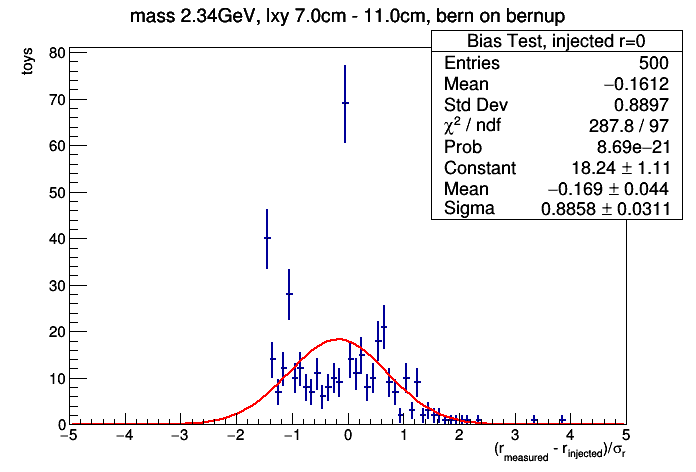 mass 2.34GeV, lxy 7.0cm - 11.0cm, bern on bernup
Bias Test, injected r=0
Entries 500
Mean −0.1612
Std Dev 0.8897
χ² / ndf 287.8 / 97
Prob 8.69e−21
Constant 18.24 ± 1.11
Mean −0.169 ± 0.044
Sigma 0.8858 ± 0.0311
toys
80
70
60
50
40
30
20
10
0
−5 −4 −3 −2 −1 0 1 2 3 4 5
(r_measured - r_injected)/σ_r